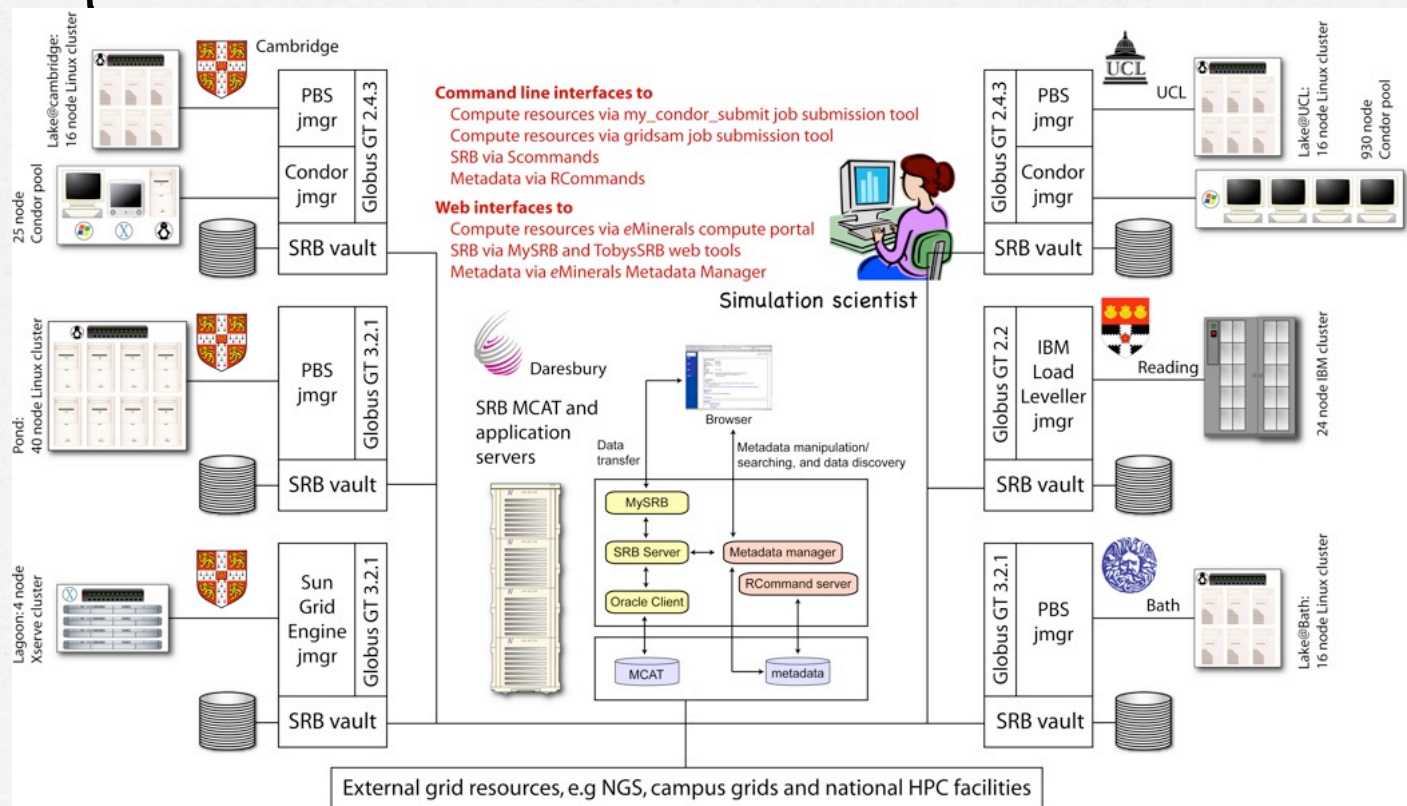 Lake@cambridge:
16 node Linux cluster
Cambridge
PBS
jmgr
Condor
jmgr
Globus GT 2.4.3
SRB vault
25 node
Condor pool
Command line interfaces to
Compute resources via my_condor_submit job submission tool
Compute resources via gridsam job submission tool
SRB via Scommands
Metadata via RCommands
Web interfaces to
Compute resources via eMinerals compute portal
SRB via MySRB and TobysSRB web tools
Metadata via eMinerals Metadata Manager
Simulation scientist
Globus GT 2.4.3
PBS
jmgr
Condor
jmgr
SRB vault
UCL
UCL
Lake@UCL:
16 node Linux cluster
930 node
Condor pool
Pond:
40 node Linux cluster
PBS
jmgr
Globus GT 3.2.1
SRB vault
Daresbury
SRB MCAT and
application
servers
Browser
Data
transfer
Metadata manipulation/
searching, and data discovery
MySRB
SRB Server
Metadata manager
RCommand server
Oracle Client
MCAT
metadata
Globus GT 2.2
IBM
Load
Leveller
jmgr
SRB vault
Reading
24 node IBM cluster
Lagoon: 4 node
Xserve cluster
Sun
Grid
Engine
jmgr
Globus GT 3.2.1
SRB vault
Globus GT 3.2.1
PBS
jmgr
SRB vault
Bath
Lake@Bath:
16 node Linux cluster
External grid resources, e.g NGS, campus grids and national HPC facilities